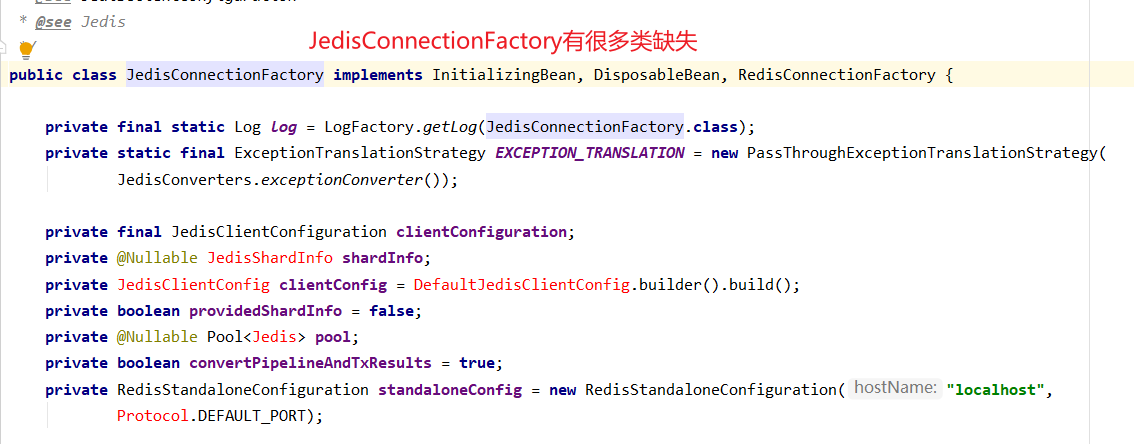 * @see Jedis
JedisConnectionFactory有很多类缺失
public class JedisConnectionFactory implements InitializingBean, DisposableBean, RedisConnectionFactory {
private final static Log log = LogFactory.getLog(JedisConnectionFactory.class);
private static final ExceptionTranslationStrategy EXCEPTION_TRANSLATION = new PassThroughExceptionTranslationStrategy(
JedisConverters.exceptionConverter());
private final JedisClientConfiguration clientConfiguration;
private @Nullable JedisShardInfo shardInfo;
private JedisClientConfig clientConfig = DefaultJedisClientConfig.builder().build();
private boolean providedShardInfo = false;
private @Nullable Pool<Jedis> pool;
private boolean convertPipelineAndTxResults = true;
private RedisStandaloneConfiguration standaloneConfig = new RedisStandaloneConfiguration( hostName: "localhost",
Protocol.DEFAULT_PORT);